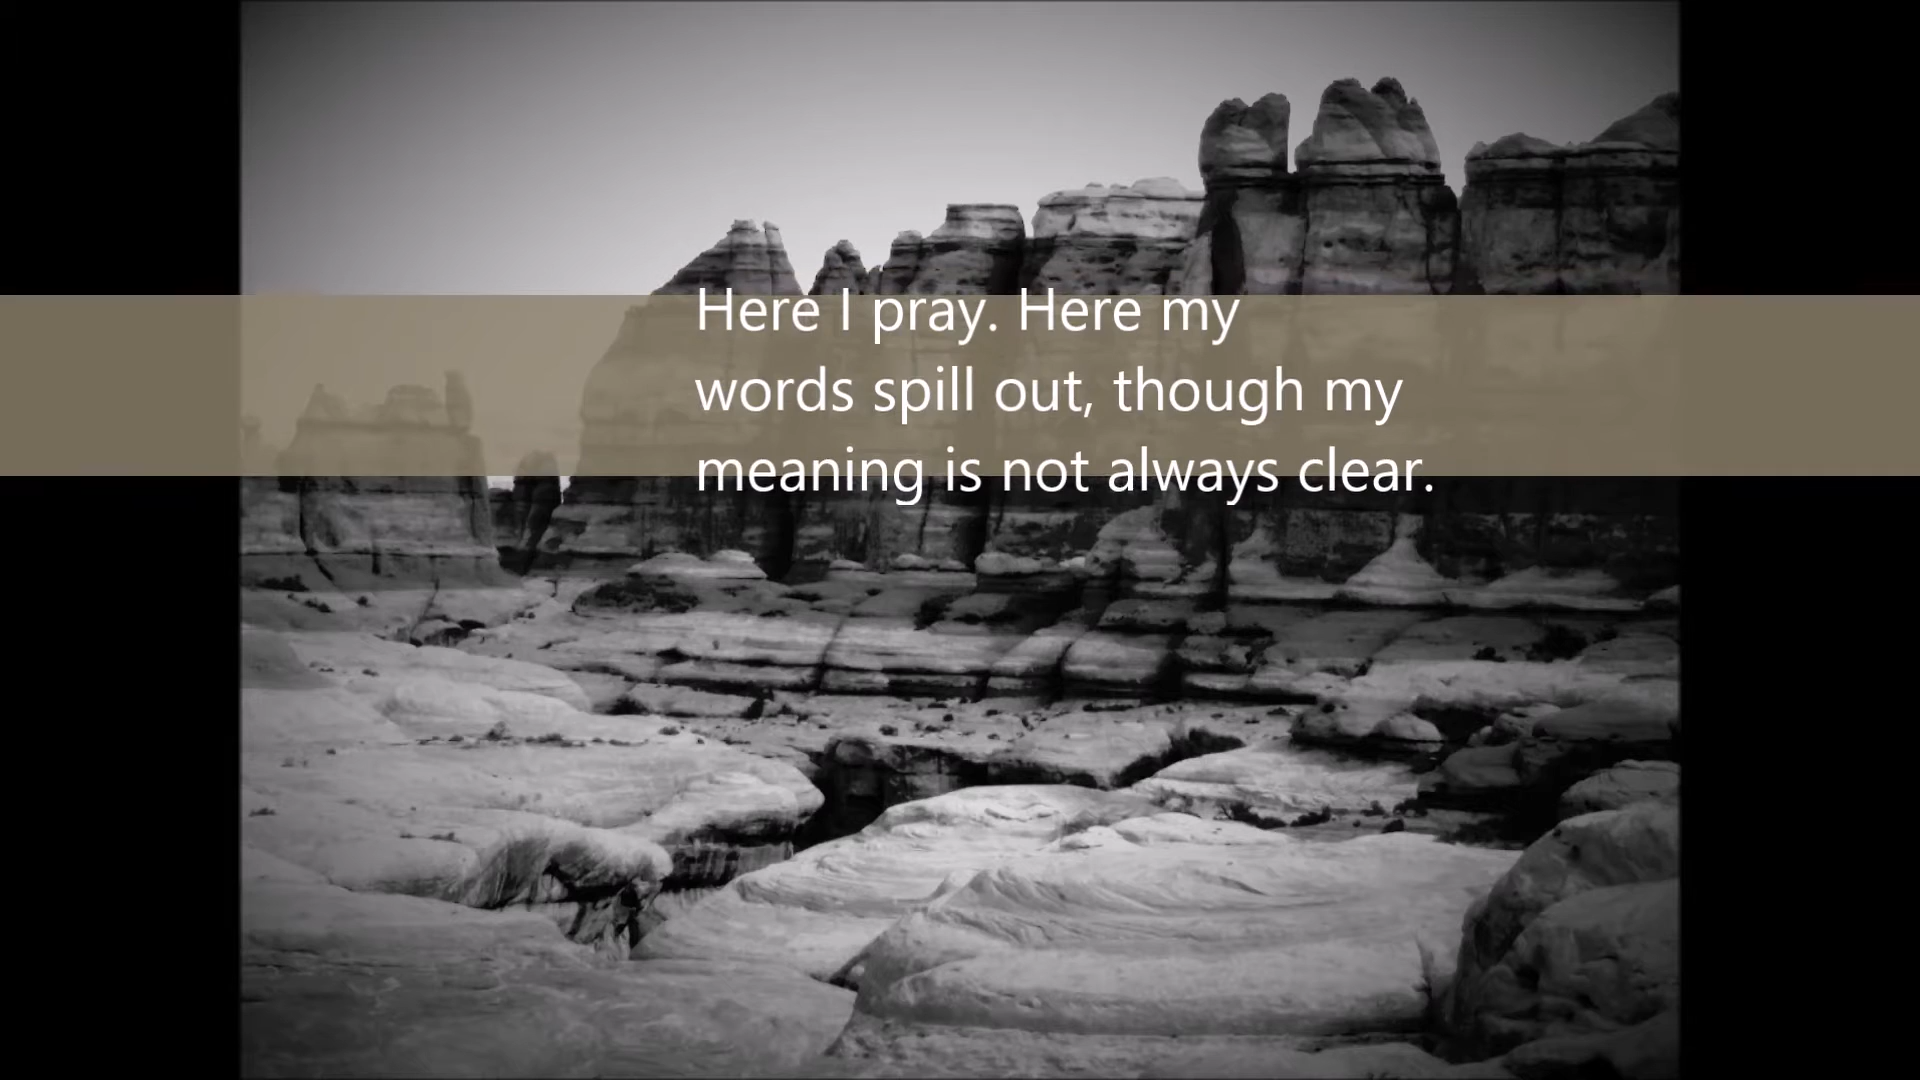 Here I pray. Here my
words spill out, though my
meaning is not always clear.